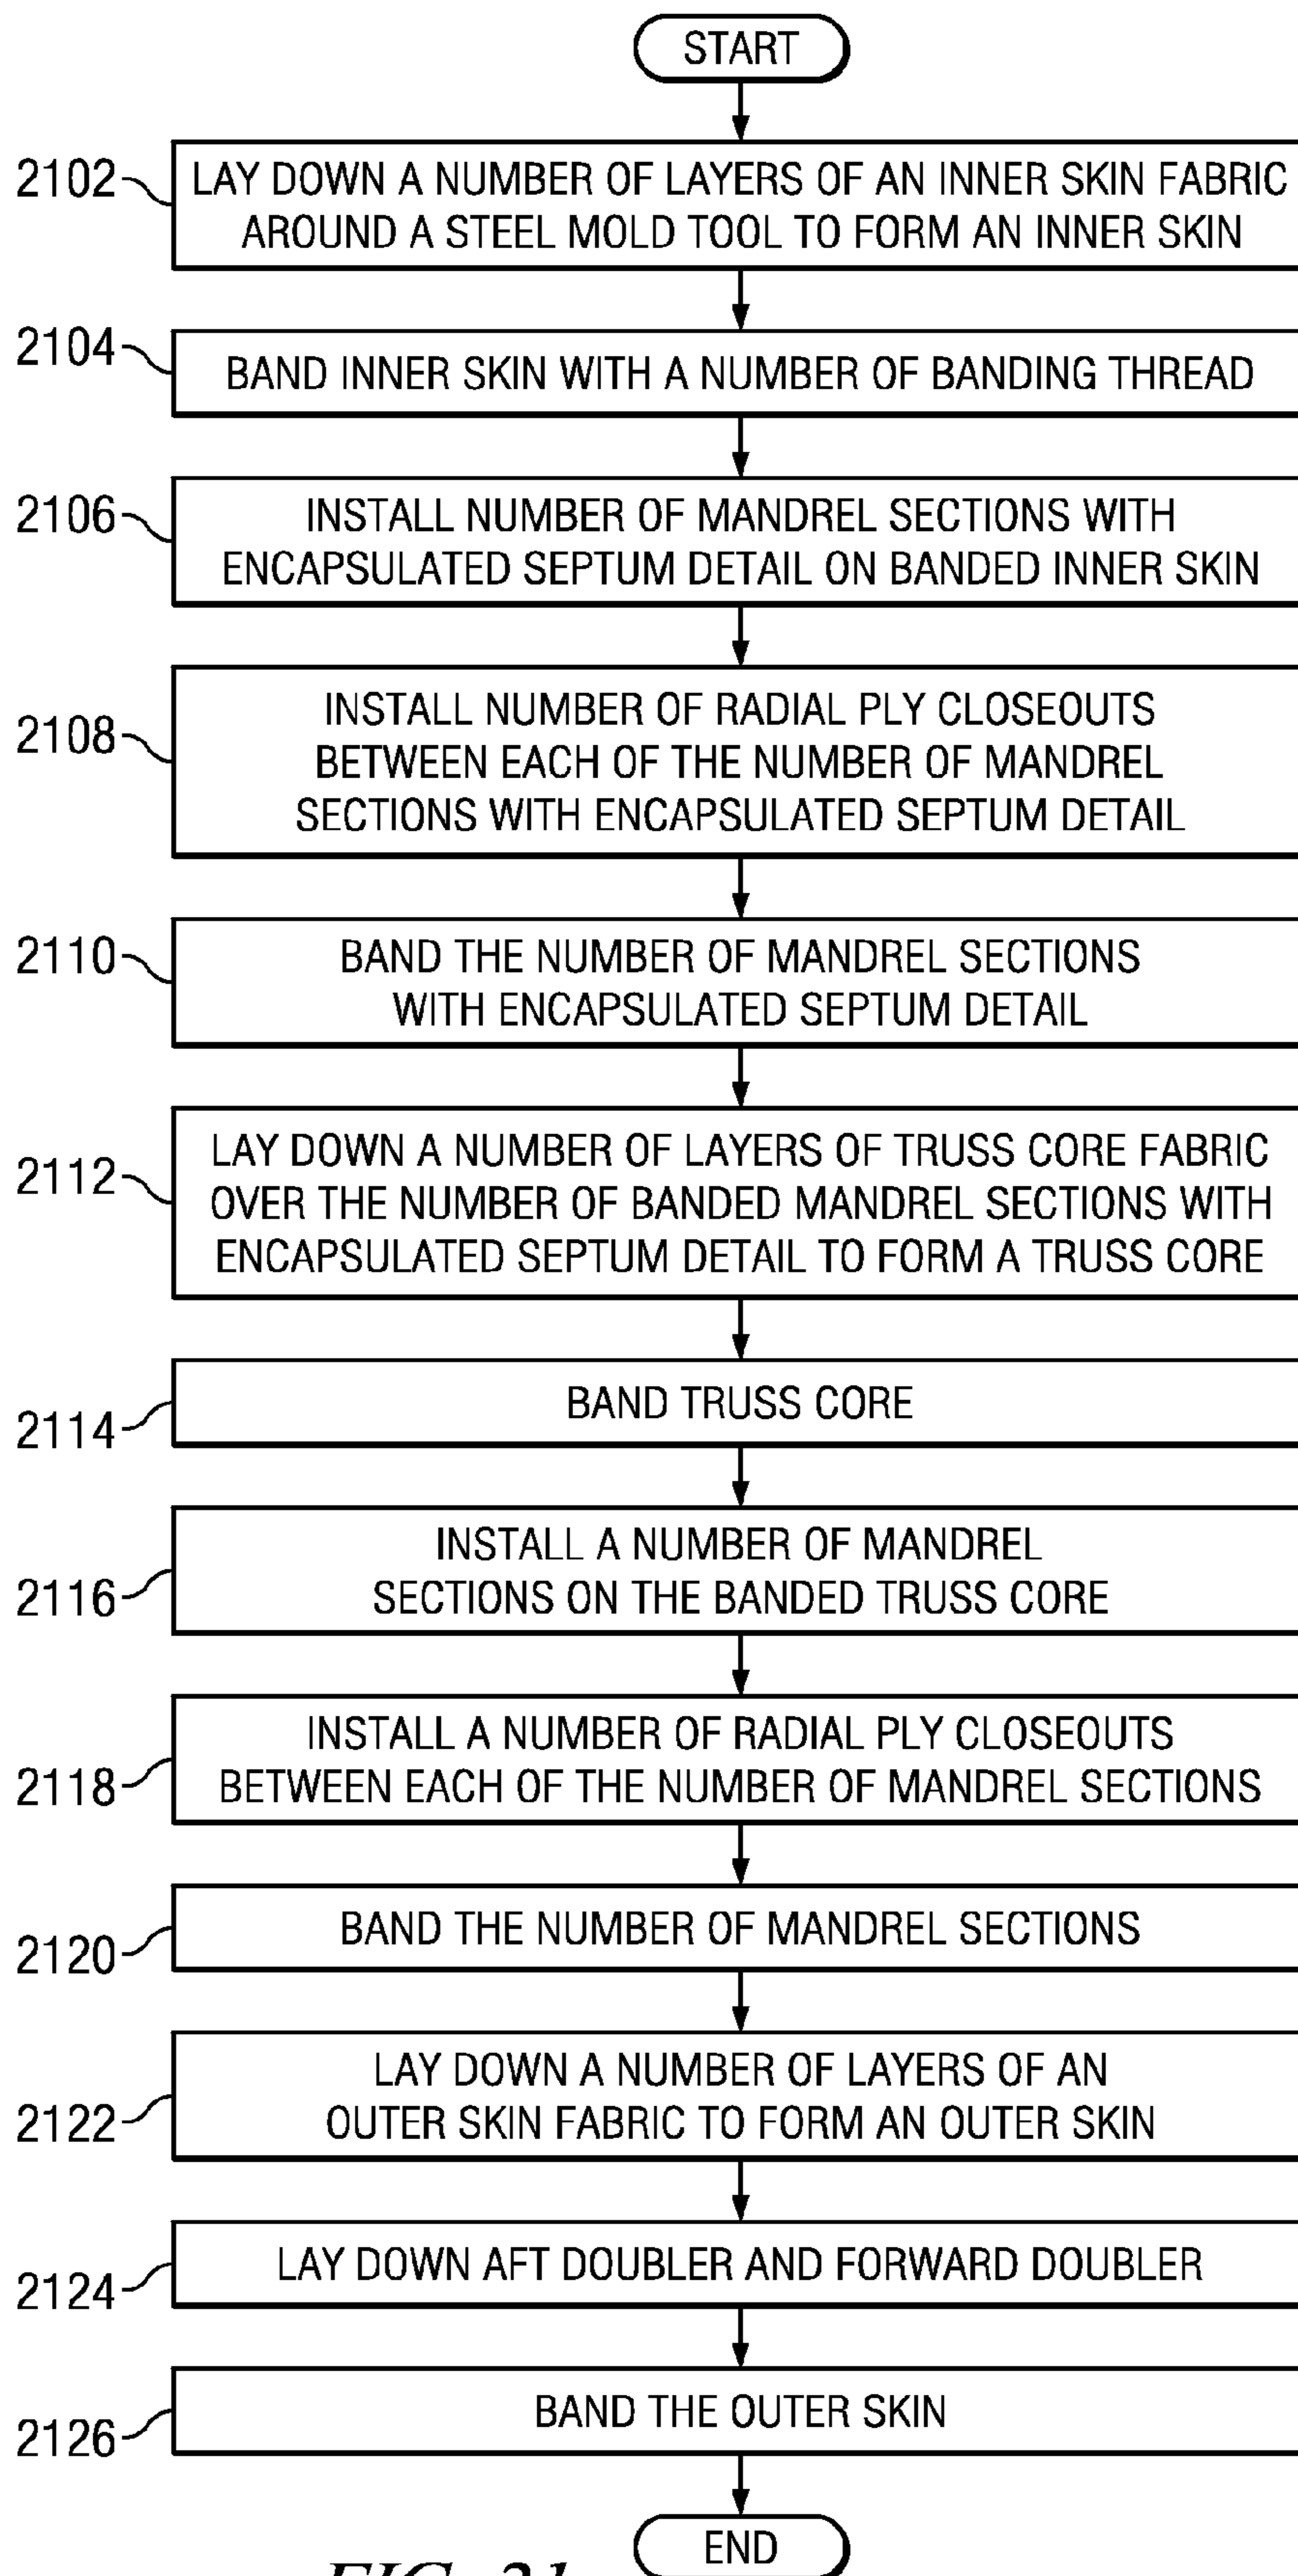 START
2102
LAY DOWN A NUMBER OF LAYERS OF AN INNER SKIN FABRIC
AROUND A STEEL MOLD TOOL TO FORM AN INNER SKIN
2104
BAND INNER SKIN WITH A NUMBER OF BANDING THREAD
2106
INSTALL NUMBER OF MANDREL SECTIONS WITH
ENCAPSULATED SEPTUM DETAIL ON BANDED INNER SKIN
2108
INSTALL NUMBER OF RADIAL PLY CLOSEOUTS
BETWEEN EACH OF THE NUMBER OF MANDREL
SECTIONS WITH ENCAPSULATED SEPTUM DETAIL
2110
BAND THE NUMBER OF MANDREL SECTIONS
WITH ENCAPSULATED SEPTUM DETAIL
2112
LAY DOWN A NUMBER OF LAYERS OF TRUSS CORE FABRIC
OVER THE NUMBER OF BANDED MANDREL SECTIONS WITH
ENCAPSULATED SEPTUM DETAIL TO FORM A TRUSS CORE
2114
BAND TRUSS CORE
2116
INSTALL A NUMBER OF MANDREL
SECTIONS ON THE BANDED TRUSS CORE
2118
INSTALL A NUMBER OF RADIAL PLY CLOSEOUTS
BETWEEN EACH OF THE NUMBER OF MANDREL SECTIONS
2120
BAND THE NUMBER OF MANDREL SECTIONS
2122
LAY DOWN A NUMBER OF LAYERS OF AN
OUTER SKIN FABRIC TO FORM AN OUTER SKIN
2124
LAY DOWN AFT DOUBLER AND FORWARD DOUBLER
2126
BAND THE OUTER SKIN
END